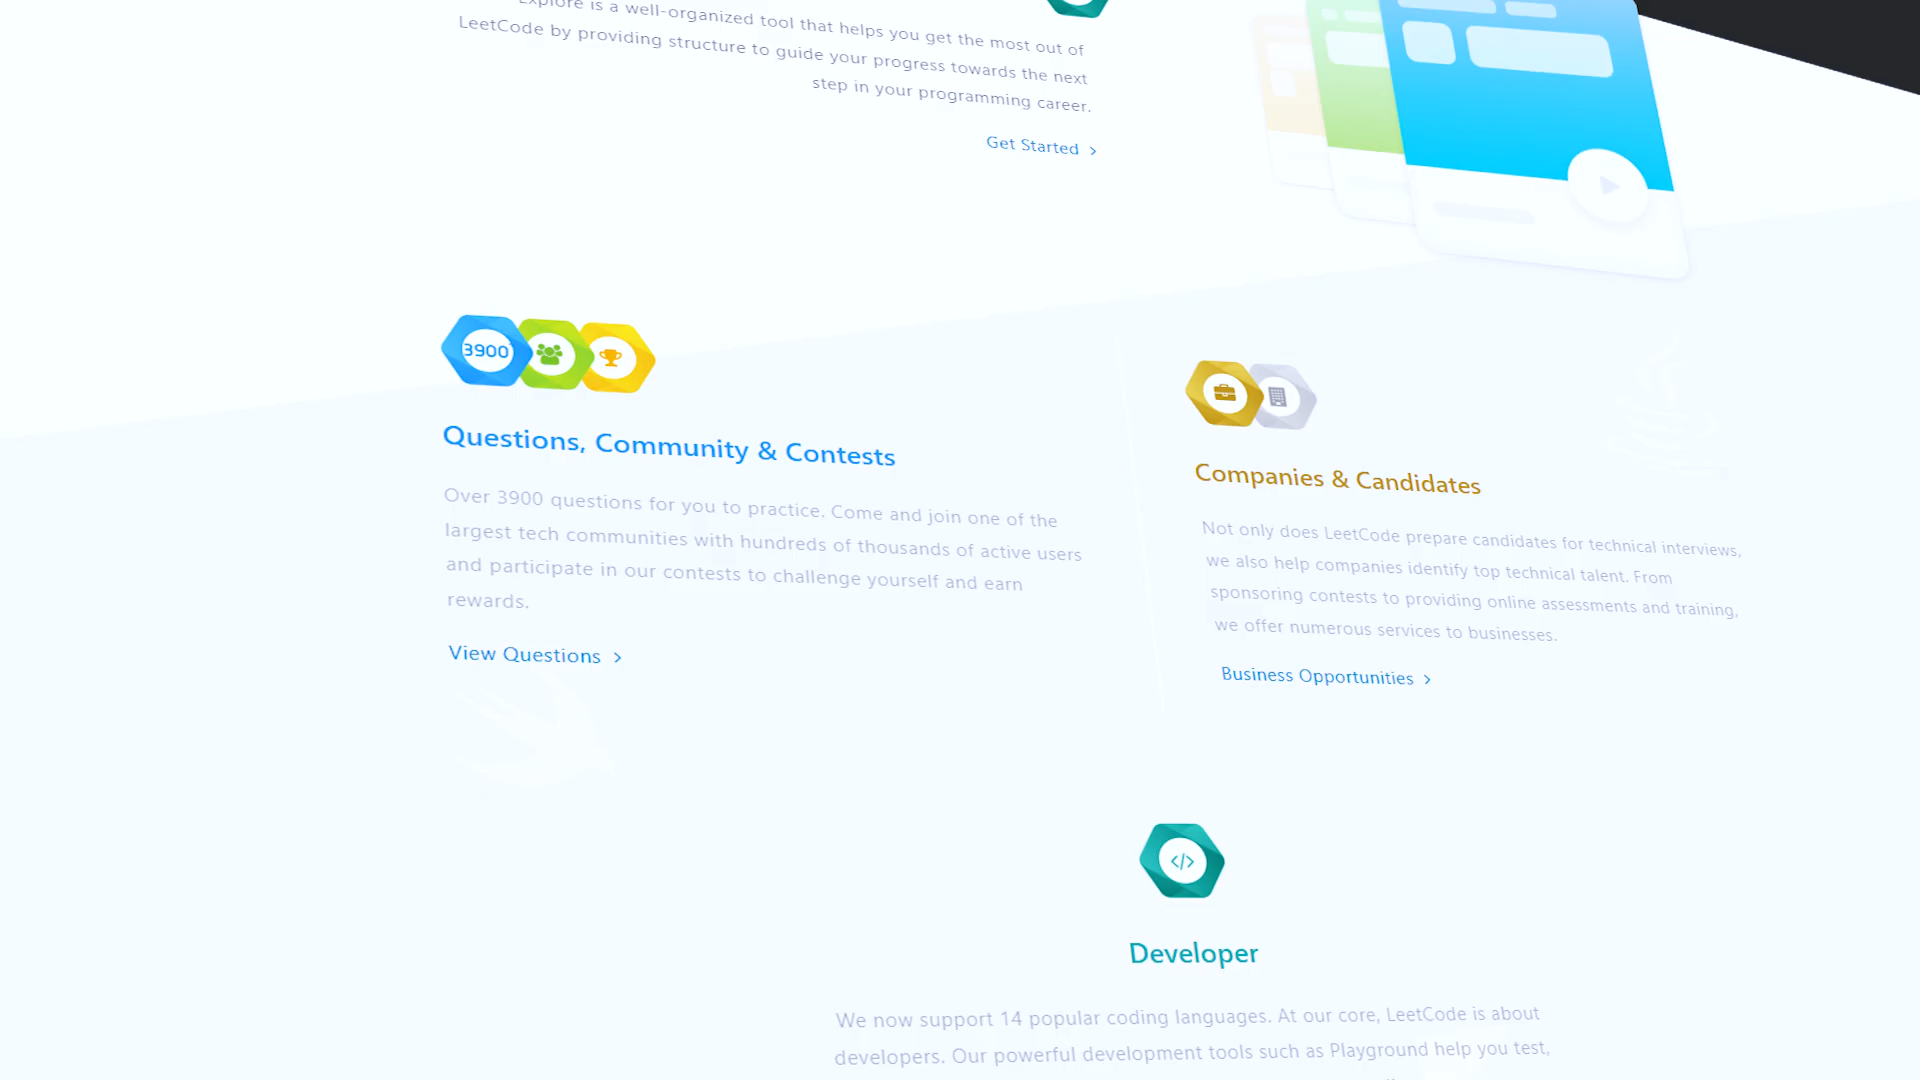 Explore is a well-organized tool that helps you get the most out of
LeetCode by providing structure to guide your progress towards the next
step in your programming career.
Get Started >
3900
Questions, Community & Contests
Over 3900 questions for you to practice. Come and join one of the
largest tech communities with hundreds of thousands of active users
and participate in our contests to challenge yourself and earn
rewards.
View Questions >
Companies & Candidates
Not only does LeetCode prepare candidates for technical interviews,
we also help companies identify top technical talent. From
sponsoring contests to providing online assessments and training,
we offer numerous services to businesses.
Business Opportunities >
</>
Developer
We now support 14 popular coding languages. At our core, LeetCode is about
developers. Our powerful development tools such as Playground help you test,